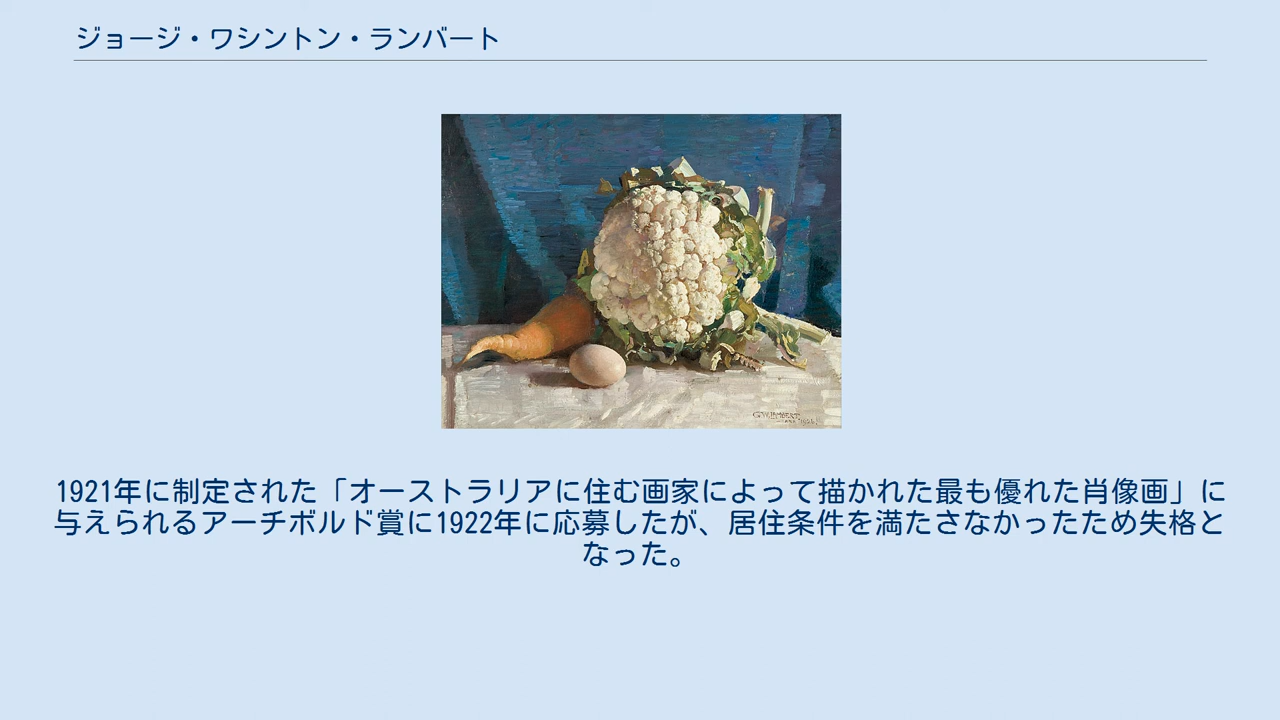 ジョージ・ワシントン・ランバート
G.W.LAMBERT
1921年に制定された「オーストラリアに住む画家によって描かれた最も優れた肖像画」に
与えられるアーチボルド賞に1922年に応募したが、居住条件を満たさなかったため失格と
なった。